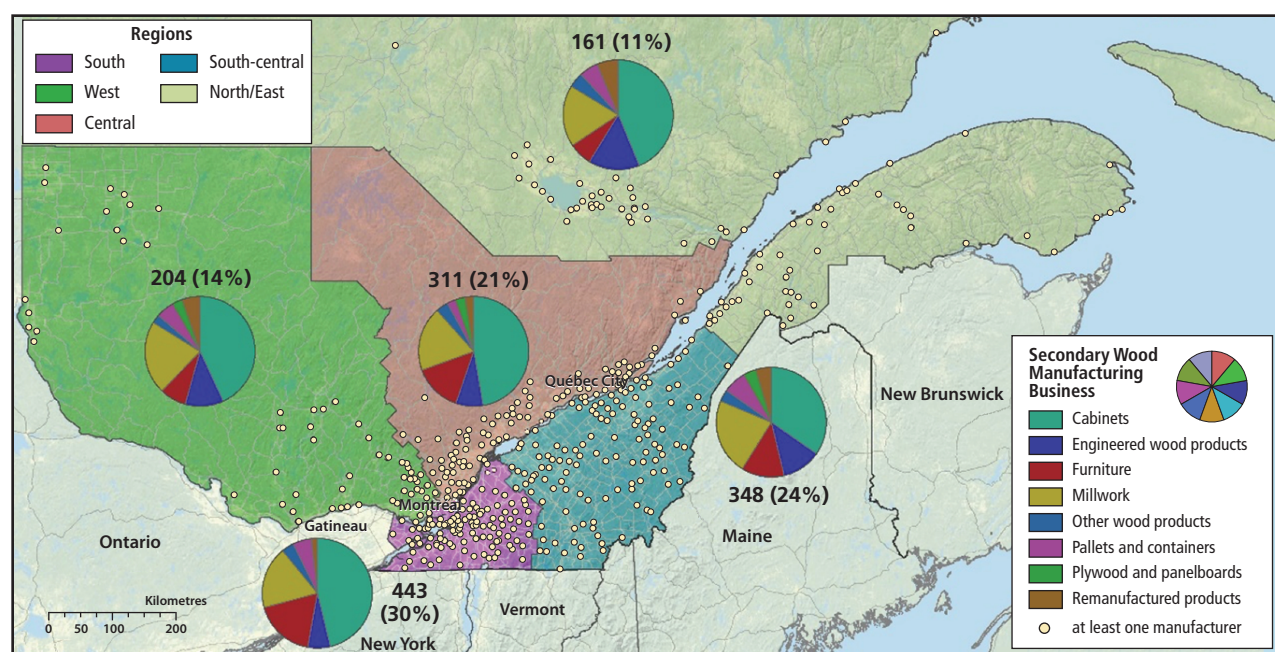 Regions
South
South-central
West
North/East
Central
161 (11%)
204 (14%)
311 (21%)
Québec City
New Brunswick
348 (24%)
Montréal
Gatineau
Ontario
Maine
443
(30%)
Vermont
New York
Kilometres
0 50 100 200
Secondary Wood
Manufacturing
Business
Cabinets
Engineered wood products
Furniture
Millwork
Other wood products
Pallets and containers
Plywood and panelboards
Remanufactured products
at least one manufacturer